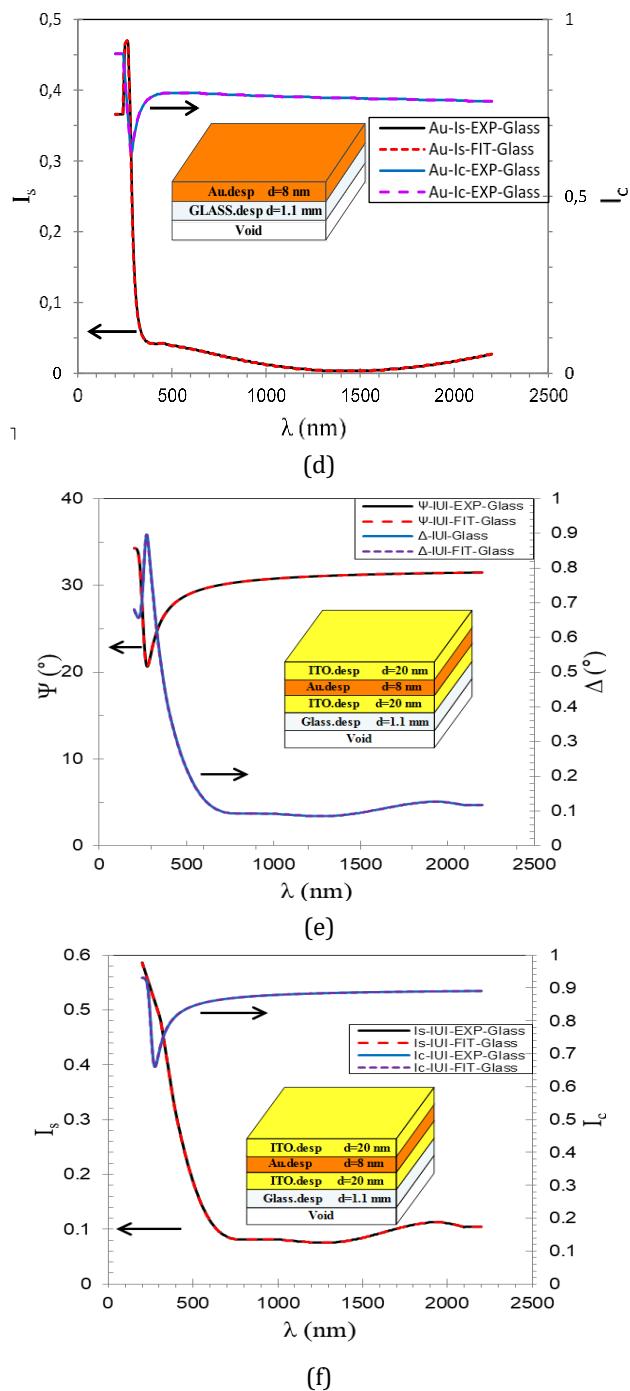 0,5
1
Au-Is-EXP-Glass
Au-Is-FIT-Glass
Au-Ic-EXP-Glass
Au-Ic-EXP-Glass
0,4
0,3
0,2
0,1
0
0,5
0
I_s
I_c
Au.desp d=8 nm
GLASS.desp d=1.1 mm
Void
0 500 1000 1500 2000 2500
λ (nm)
(d)
40
30
20
10
0
1
0.9
0.8
0.7
0.6
0.5
0.4
0.3
0.2
0.1
0
Ψ-IUI-EXP-Glass
Ψ-IUI-FIT-Glass
Δ-IUI-Glass
Δ-IUI-FIT-Glass
Ψ (°)
Δ (°)
ITO.desp d=20 nm
Au.desp d=8 nm
ITO.desp d=20 nm
Glass.desp d=1.1 mm
Void
0 500 1000 1500 2000 2500
λ (nm)
(e)
0.6
0.5
0.4
0.3
0.2
0.1
0
1
0.9
0.8
0.7
0.6
0.5
0.4
0.3
0.2
0.1
0
Is-IUI-EXP-Glass
Is-IUI-FIT-Glass
Ic-IUI-EXP-Glass
Ic-IUI-FIT-Glass
I_s
I_c
ITO.desp d=20 nm
Au.desp d=8 nm
ITO.desp d=20 nm
Glass.desp d=1.1 mm
Void
0 500 1000 1500 2000 2500
λ (nm)
(f)